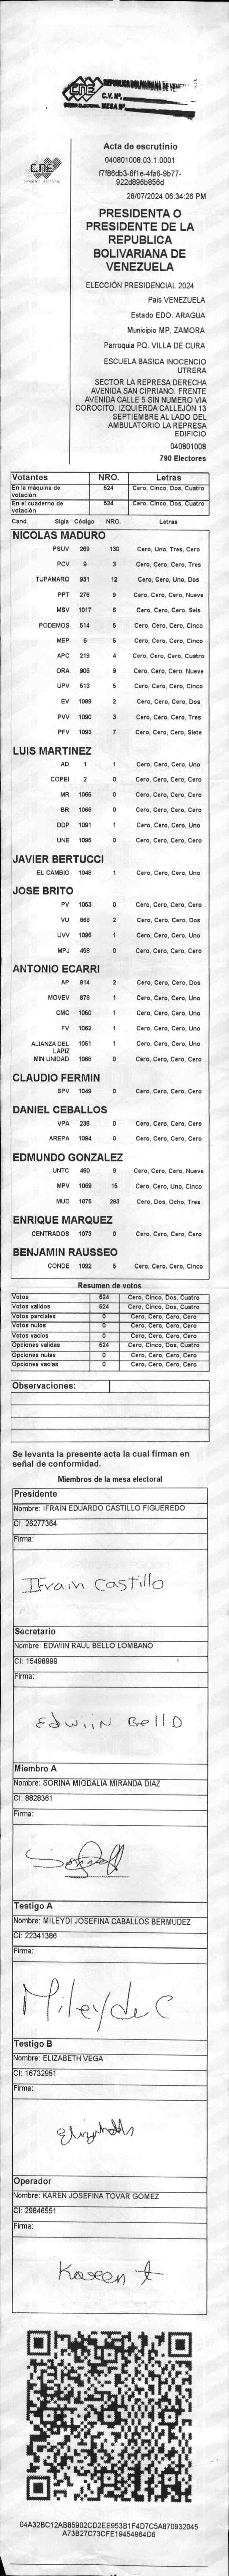 CNE
REPÚBLICA BOLIVARIANA DE
C.V. Nº
MESA Nº
CNE
Acta de escrutinio
040801008.03.1.0001
f7f86db3-6f1e-4fa6-9b77-
922d896b856d
28/07/2024 06:34:26 PM
PRESIDENTA O
PRESIDENTE DE LA
REPUBLICA
BOLIVARIANA DE
VENEZUELA
ELECCIÓN PRESIDENCIAL 2024
Pais VENEZUELA
Estado EDO. ARAGUA
Municipio MP. ZAMORA
Parroquia PQ. VILLA DE CURA
ESCUELA BASICA INOCENCIO
UTRERA
SECTOR LA REPRESA DERECHA
AVENIDA SAN CIPRIANO. FRENTE
AVENIDA CALLE 5 SIN NUMERO VIA
COROCITO. IZQUIERDA CALLEJÓN 13
SEPTIEMBRE AL LADO DEL
AMBULATORIO LA REPRESA
EDIFICIO
040801008
790 Electores
Votantes NRO. Letras
En la máquina de votación 524 Cero, Cinco, Dos, Cuatro
En el cuaderno de votación 524 Cero, Cinco, Dos, Cuatro
Cand. Sigla Código NRO. Letras
NICOLAS MADURO
PSUV 269 130 Cero, Uno, Tres, Cero
PCV 9 3 Cero, Cero, Cero, Tres
TUPAMARO 931 12 Cero, Cero, Uno, Dos
PPT 276 9 Cero, Cero, Cero, Nueve
MSV 1017 6 Cero, Cero, Cero, Seis
PODEMOS 514 5 Cero, Cero, Cero, Cinco
MEP 6 5 Cero, Cero, Cero, Cinco
APC 219 4 Cero, Cero, Cero, Cuatro
ORA 905 9 Cero, Cero, Cero, Nueve
UPV 513 5 Cero, Cero, Cero, Cinco
EV 1089 2 Cero, Cero, Cero, Dos
PVV 1090 3 Cero, Cero, Cero, Tres
PFV 1093 7 Cero, Cero, Cero, Siete
LUIS MARTINEZ
AD 1 1 Cero, Cero, Cero, Uno
COPEI 2 0 Cero, Cero, Cero, Cero
MR 1065 0 Cero, Cero, Cero, Cero
BR 1066 0 Cero, Cero, Cero, Cero
DDP 1091 1 Cero, Cero, Cero, Uno
UNE 1095 0 Cero, Cero, Cero, Cero
JAVIER BERTUCCI
EL CAMBIO 1048 1 Cero, Cero, Cero, Uno
JOSE BRITO
PV 1053 0 Cero, Cero, Cero, Cero
VU 868 2 Cero, Cero, Cero, Dos
UVV 1096 1 Cero, Cero, Cero, Uno
MPJ 458 0 Cero, Cero, Cero, Cero
ANTONIO ECARRI
AP 814 2 Cero, Cero, Cero, Dos
MOVEV 878 1 Cero, Cero, Cero, Uno
CMC 1050 1 Cero, Cero, Cero, Uno
FV 1062 1 Cero, Cero, Cero, Uno
ALIANZA DEL LAPIZ 1051 1 Cero, Cero, Cero, Uno
MIN UNIDAD 1068 0 Cero, Cero, Cero, Cero
CLAUDIO FERMIN
SPV 1049 0 Cero, Cero, Cero, Cero
DANIEL CEBALLOS
VPA 236 0 Cero, Cero, Cero, Cero
AREPA 1094 0 Cero, Cero, Cero, Cero
EDMUNDO GONZALEZ
UNTC 460 9 Cero, Cero, Cero, Nueve
MPV 1069 15 Cero, Cero, Uno, Cinco
MUD 1075 283 Cero, Dos, Ocho, Tres
ENRIQUE MARQUEZ
CENTRADOS 1073 0 Cero, Cero, Cero, Cero
BENJAMIN RAUSSEO
CONDE 1092 5 Cero, Cero, Cero, Cinco
Resumen de votos
Votos 524 Cero, Cinco, Dos, Cuatro
Votos validos 524 Cero, Cinco, Dos, Cuatro
Votos parciales 0 Cero, Cero, Cero, Cero
Votos nulos 0 Cero, Cero, Cero, Cero
Votos vacios 0 Cero, Cero, Cero, Cero
Opciones validas 524 Cero, Cinco, Dos, Cuatro
Opciones nulas 0 Cero, Cero, Cero, Cero
Opciones vacias 0 Cero, Cero, Cero, Cero
Observaciones:
Se levanta la presente acta la cual firman en
señal de conformidad.
Miembros de la mesa electoral
Presidente
Nombre: IFRAIN EDUARDO CASTILLO FIGUEREDO
CI: 26277364
Firma:
IFrain Castillo
Secretario
Nombre: EDWIIN RAUL BELLO LOMBANO
CI: 15498999
Firma:
Edwiin Bello
Miembro A
Nombre: SORINA MIGDALIA MIRANDA DIAZ
CI: 8828361
Firma:
Testigo A
Nombre: MILEYDI JOSEFINA CABALLOS BERMUDEZ
CI: 22341386
Firma:
Testigo B
Nombre: ELIZABETH VEGA
CI: 16732951
Firma:
Operador
Nombre: KAREN JOSEFINA TOVAR GOMEZ
CI: 29846551
Firma:
04A32BC12AB85902CD2EE953B1F4D7C5A870932045
A73B27C73CFE19454964D6